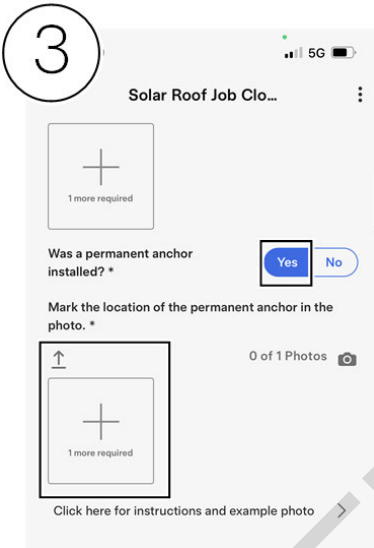 3
5G
Solar Roof Job Clo...
1 more required
Was a permanent anchor
installed? *
Yes
No
Mark the location of the permanent anchor in the
photo. *
0 of 1 Photos
1 more required
Click here for instructions and example photo